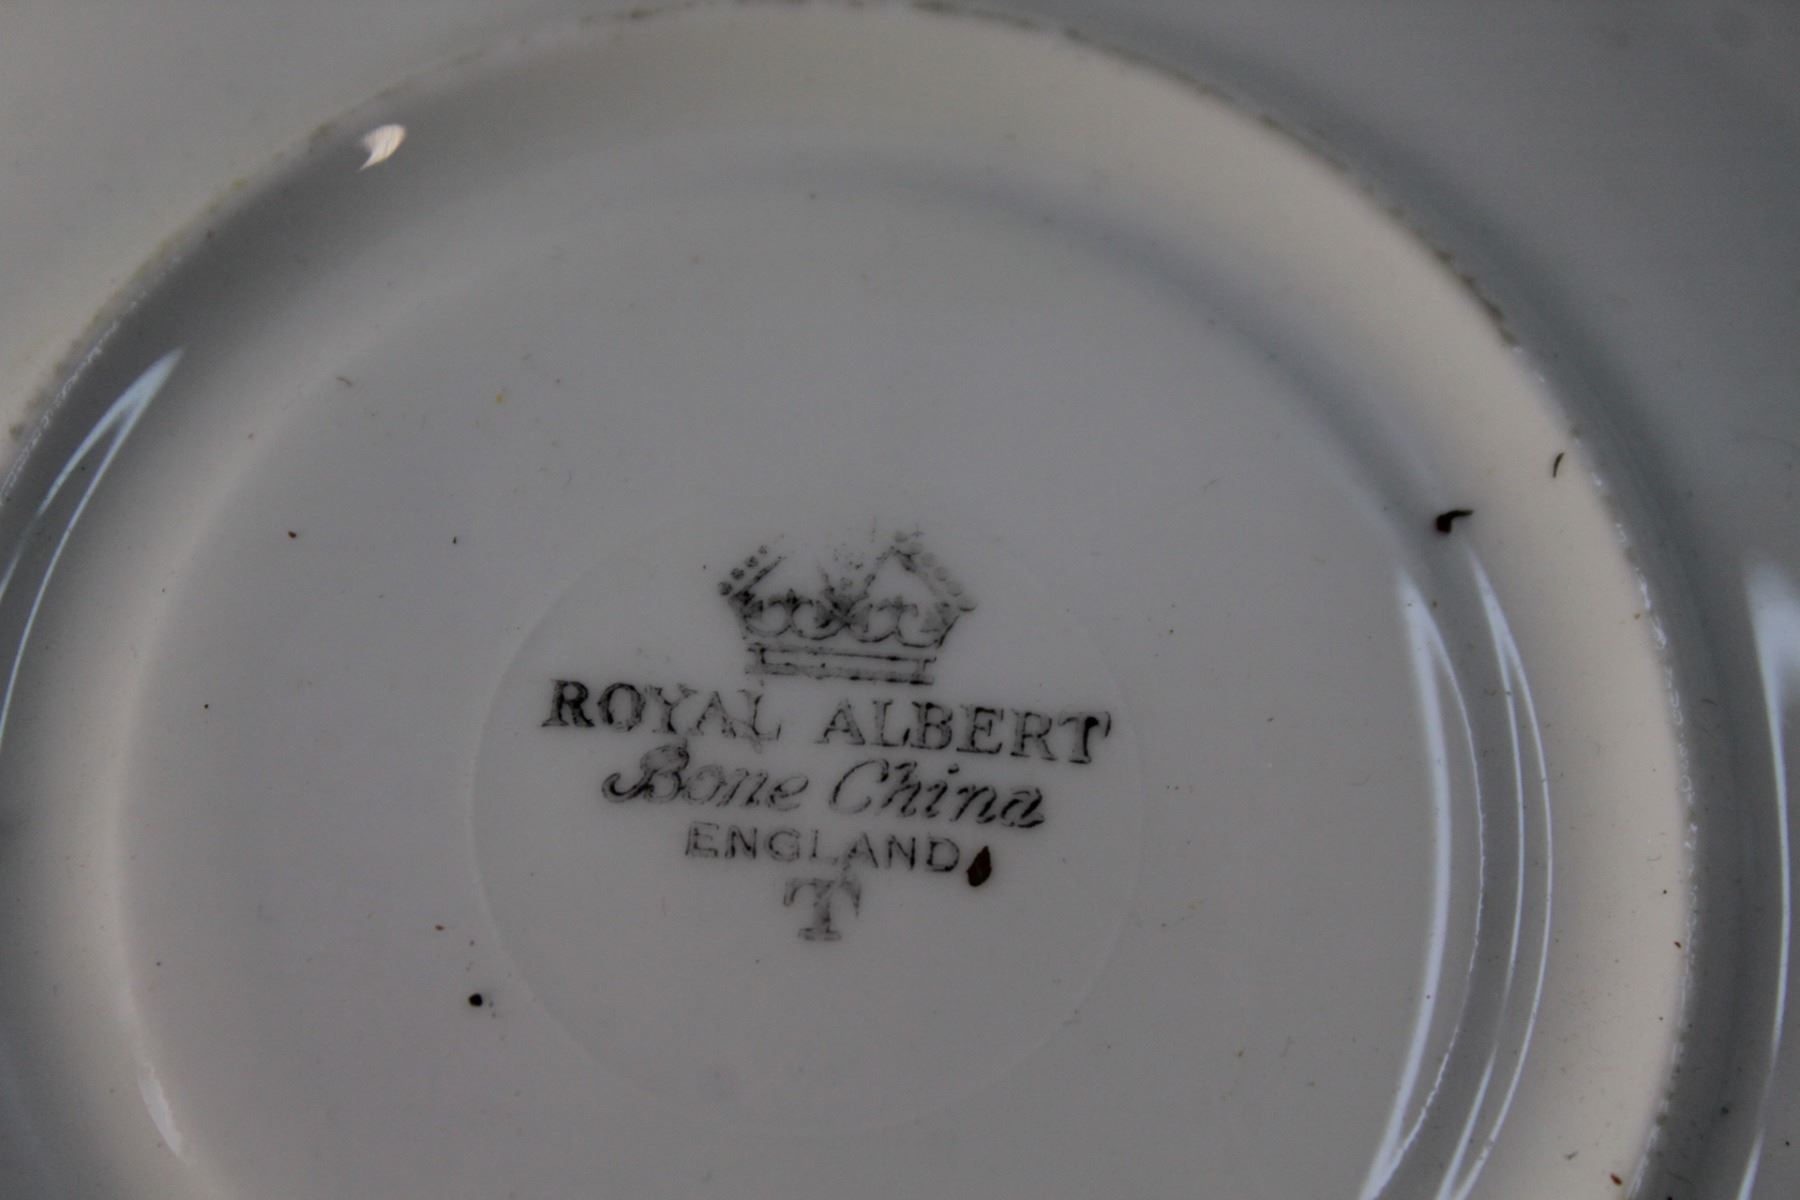 ROYAL ALBERT
Bone China
ENGLAND
T